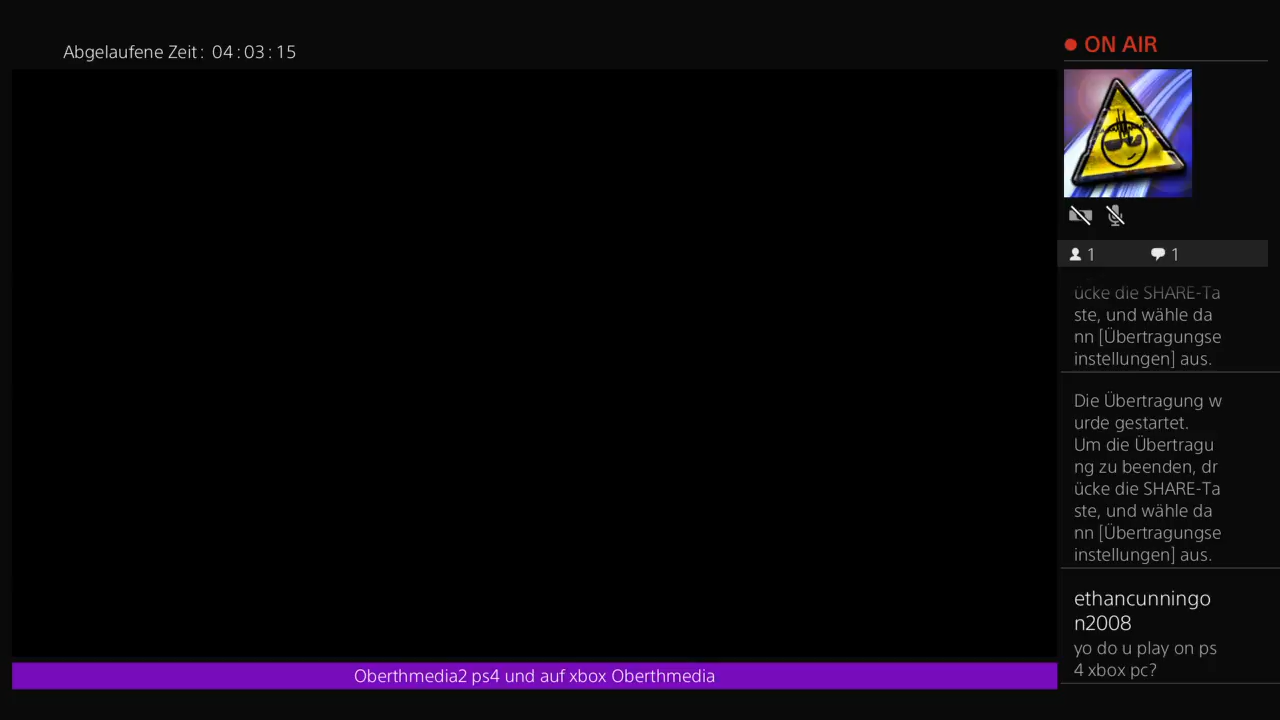 Abgelaufene Zeit: 04:03:15
ON AIR
1 1
ücke die SHARE-Ta
ste, und wähle da
nn [Übertragungse
instellungen] aus.
Die Übertragung w
urde gestartet.
Um die Übertragu
ng zu beenden, dr
ücke die SHARE-Ta
ste, und wähle da
nn [Übertragungse
instellungen] aus.
ethancunningo
n2008
yo do u play on ps
4 xbox pc?
Oberthmedia2 ps4 und auf xbox Oberthmedia